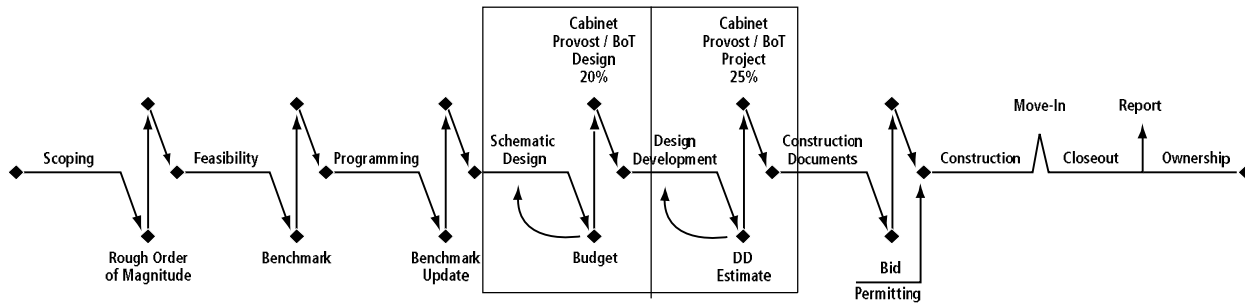 Cabinet
Provost / BoT
Design
20%
Cabinet
Provost / BoT
Project
25%
Scoping
Feasibility
Programming
Schematic
Design
Design
Development
Construction
Documents
Construction
Move-In
Closeout
Report
Ownership
Rough Order
of Magnitude
Benchmark
Benchmark
Update
Budget
DD
Estimate
Bid
Permitting